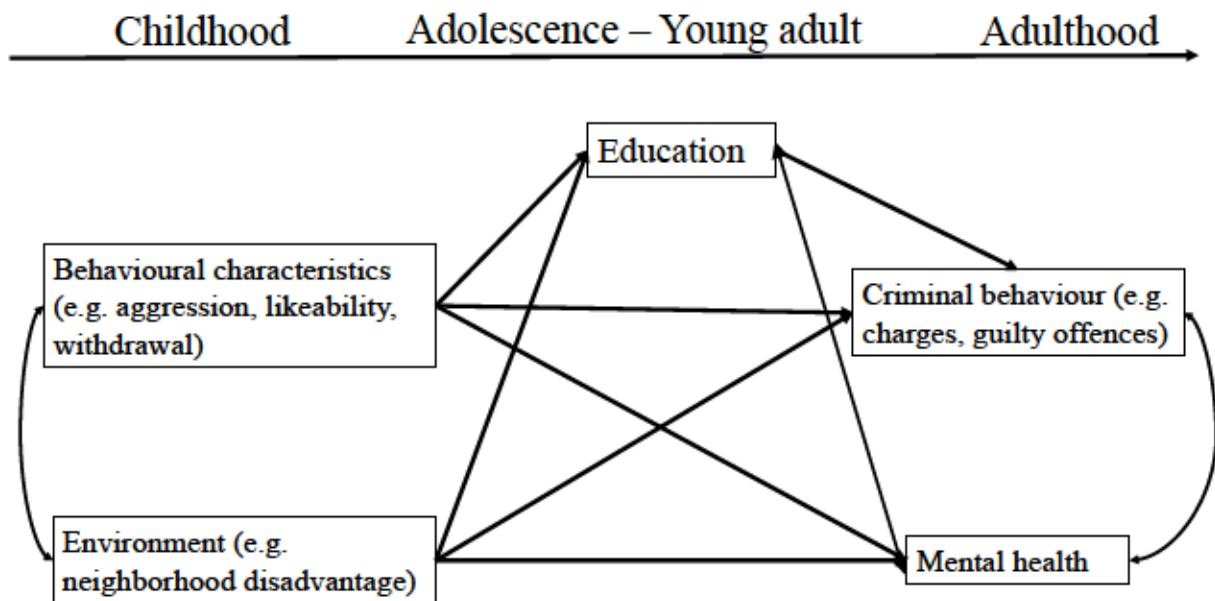 Childhood Adolescence – Young adult Adulthood
Education
Behavioural characteristics
(e.g. aggression, likeability,
withdrawal)
Criminal behaviour (e.g.
charges, guilty offences)
Environment (e.g.
neighborhood disadvantage)
Mental health